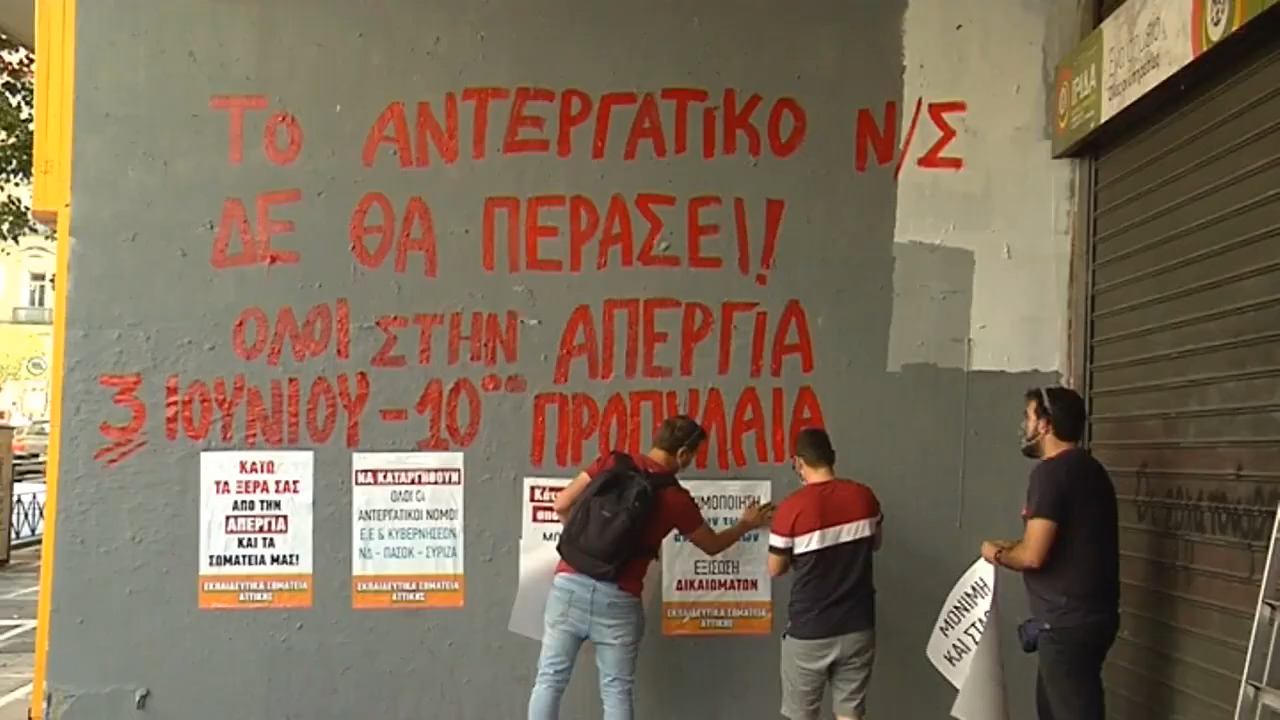 ΤΟ ΑΝΤΕΡΓΑΤΙΚΟ Ν/Σ
ΔΕ ΘΑ ΠΕΡΑΣΕΙ!
ΟΛΟΙ ΣΤΗΝ ΑΠΕΡΓΙΑ
3 ΙΟΥΝΙΟΥ - 10⁰⁰ ΠΡΟΠΥΛΑΙΑ
ΚΑΤΩ
ΤΑ ΞΕΡΑ ΣΑΣ
ΑΠΟ ΤΗΝ
ΑΠΕΡΓΙΑ
ΚΑΙ ΤΑ
ΣΩΜΑΤΕΙΑ ΜΑΣ!
ΕΚΠΑΙΔΕΥΤΙΚΑ ΣΩΜΑΤΕΙΑ
ΑΤΤΙΚΗΣ
ΝΑ ΚΑΤΑΡΓΗΘΟΥΝ
ΟΛΟΙ ΟΙ
ΑΝΤΕΡΓΑΤΙΚΟΙ ΝΟΜΟΙ
Ε.Ε & ΚΥΒΕΡΝΗΣΕΩΝ
ΝΔ - ΠΑΣΟΚ - ΣΥΡΙΖΑ
ΕΚΠΑΙΔΕΥΤΙΚΑ ΣΩΜΑΤΕΙΑ
ΑΤΤΙΚΗΣ
ΕΞΙΣΩΣΗ
ΔΙΚΑΙΩΜΑΤΩΝ
ΕΚΠΑΙΔΕΥΤΙΚΑ ΣΩΜΑΤΕΙΑ
ΑΤΤΙΚΗΣ
ΜΟΝΙΜΗ
ΚΑΙ ΣΤΑ